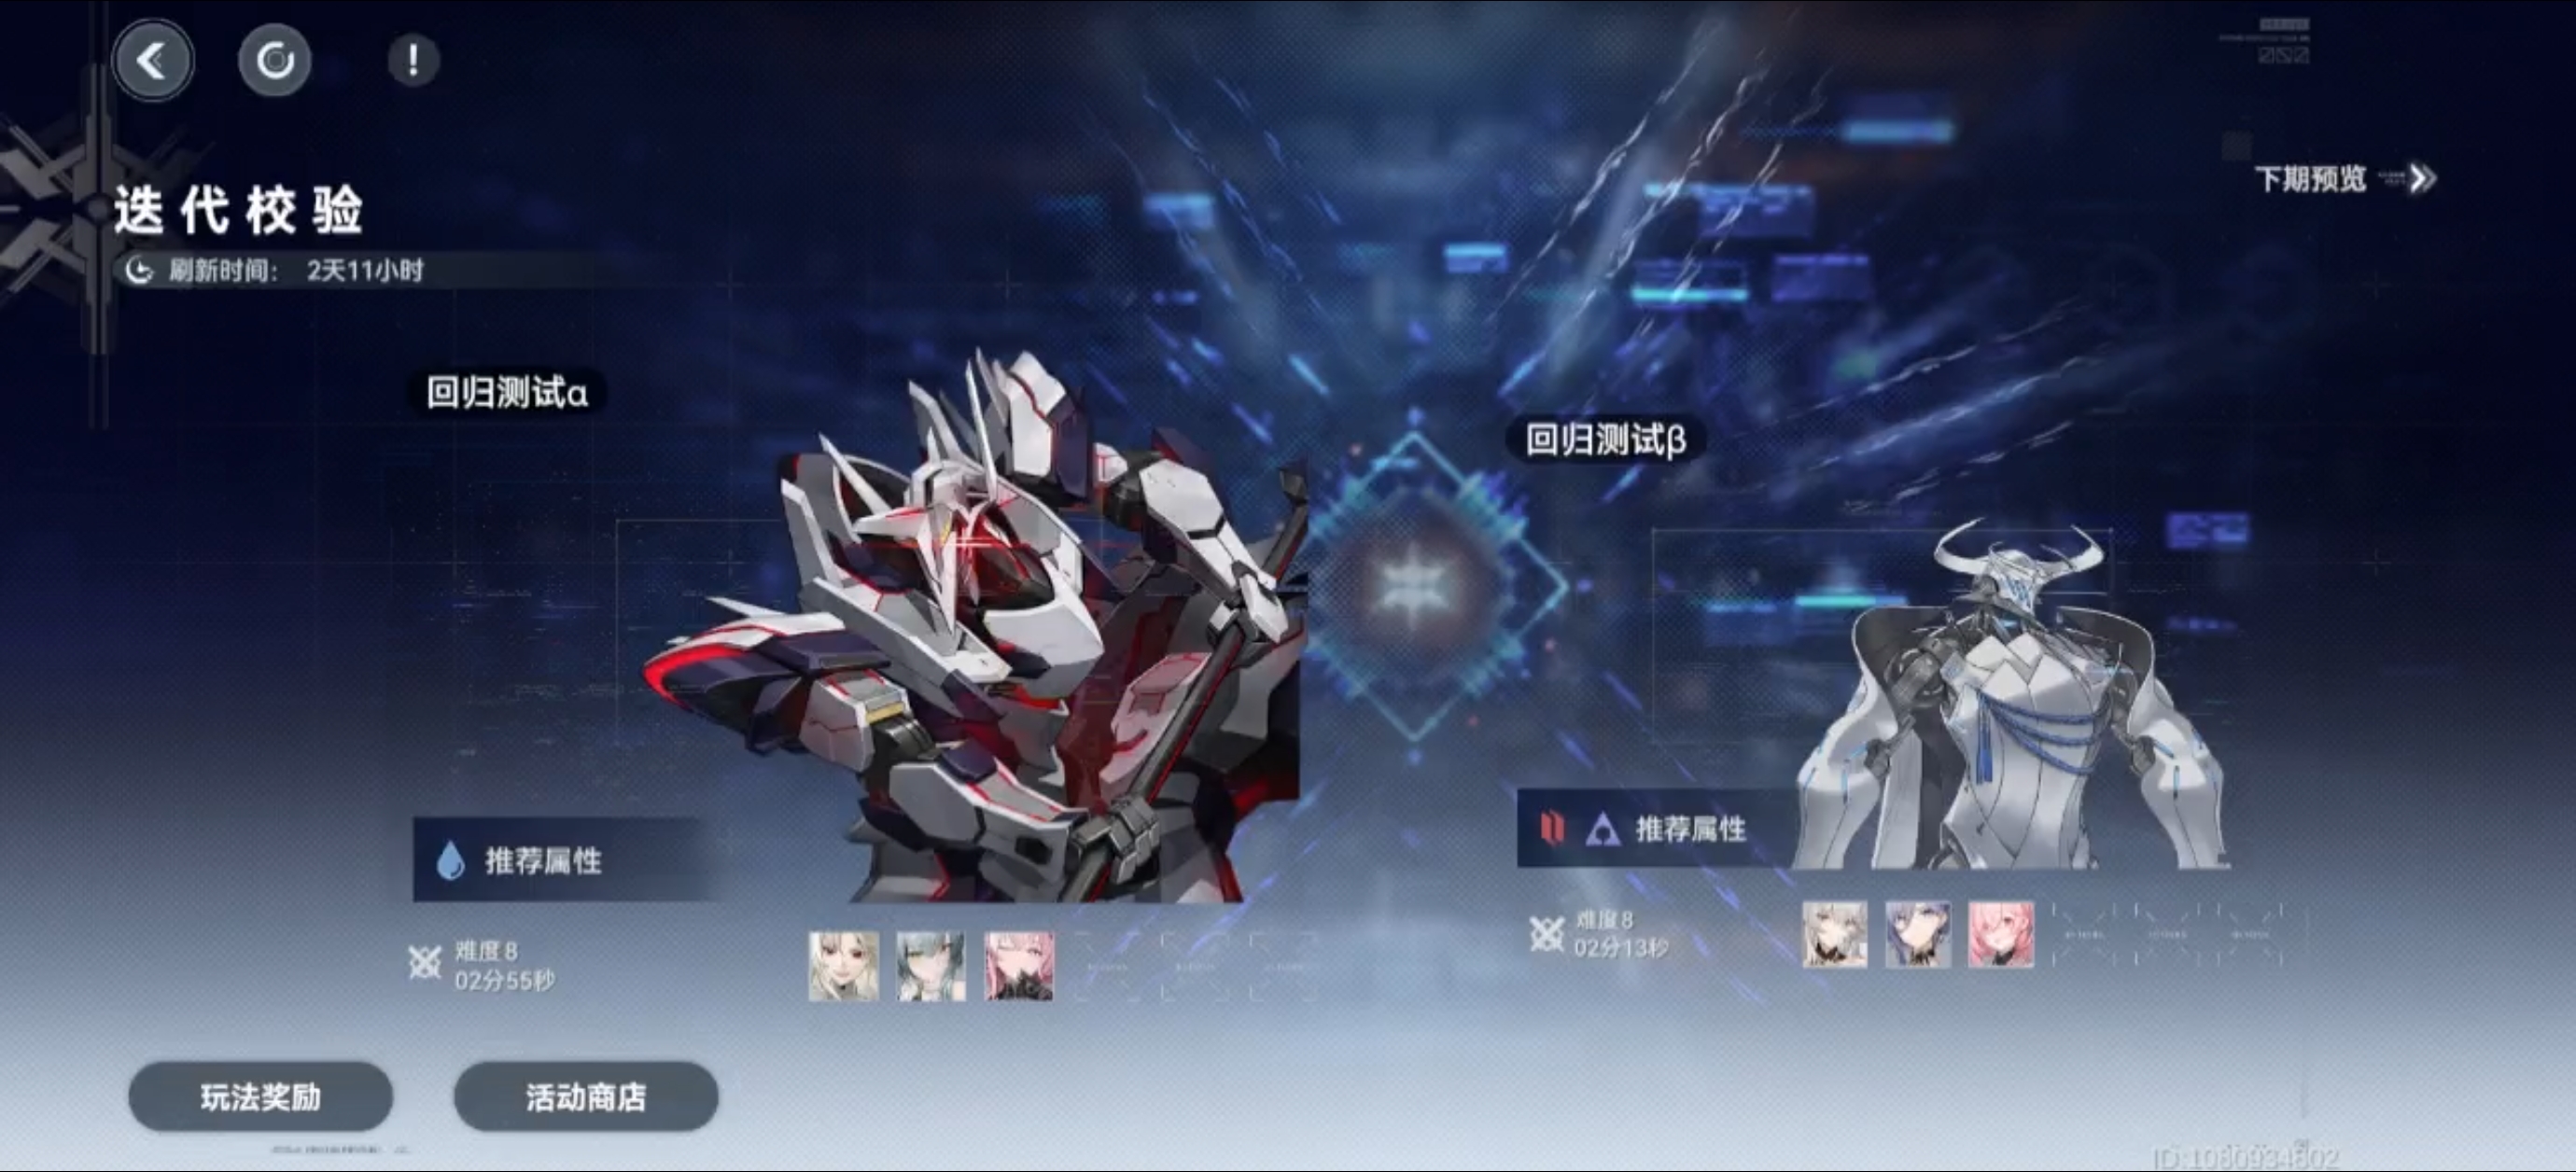 迭代校验
刷新时间: 2天11小时
下期预览
回归测试α
回归测试β
推荐属性
推荐属性
难度8
02分55秒
难度8
02分13秒
玩法奖励
活动商店
ID:1080934802